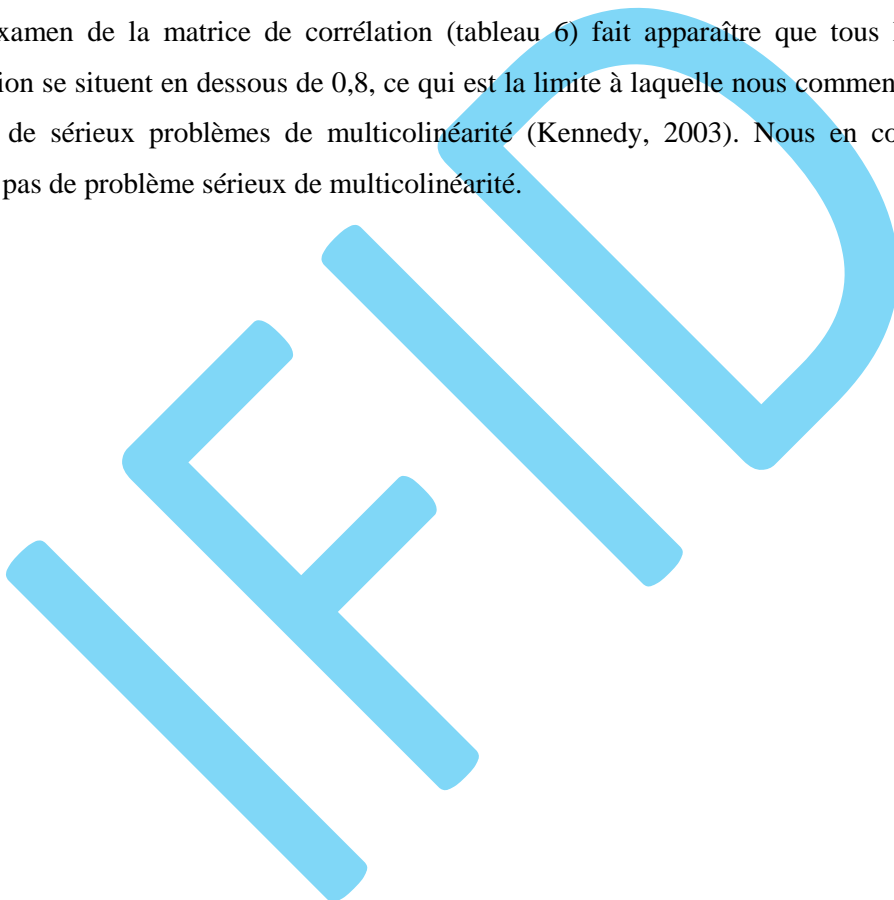 xamen de la matrice de corrélation (tableau 6) fait apparaître que tous
ion se situent en dessous de 0,8, ce qui est la limite à laquelle nous commen
de sérieux problèmes de multicolinéarité (Kennedy, 2003). Nous en co
pas de problème sérieux de multicolinéarité.
IFID